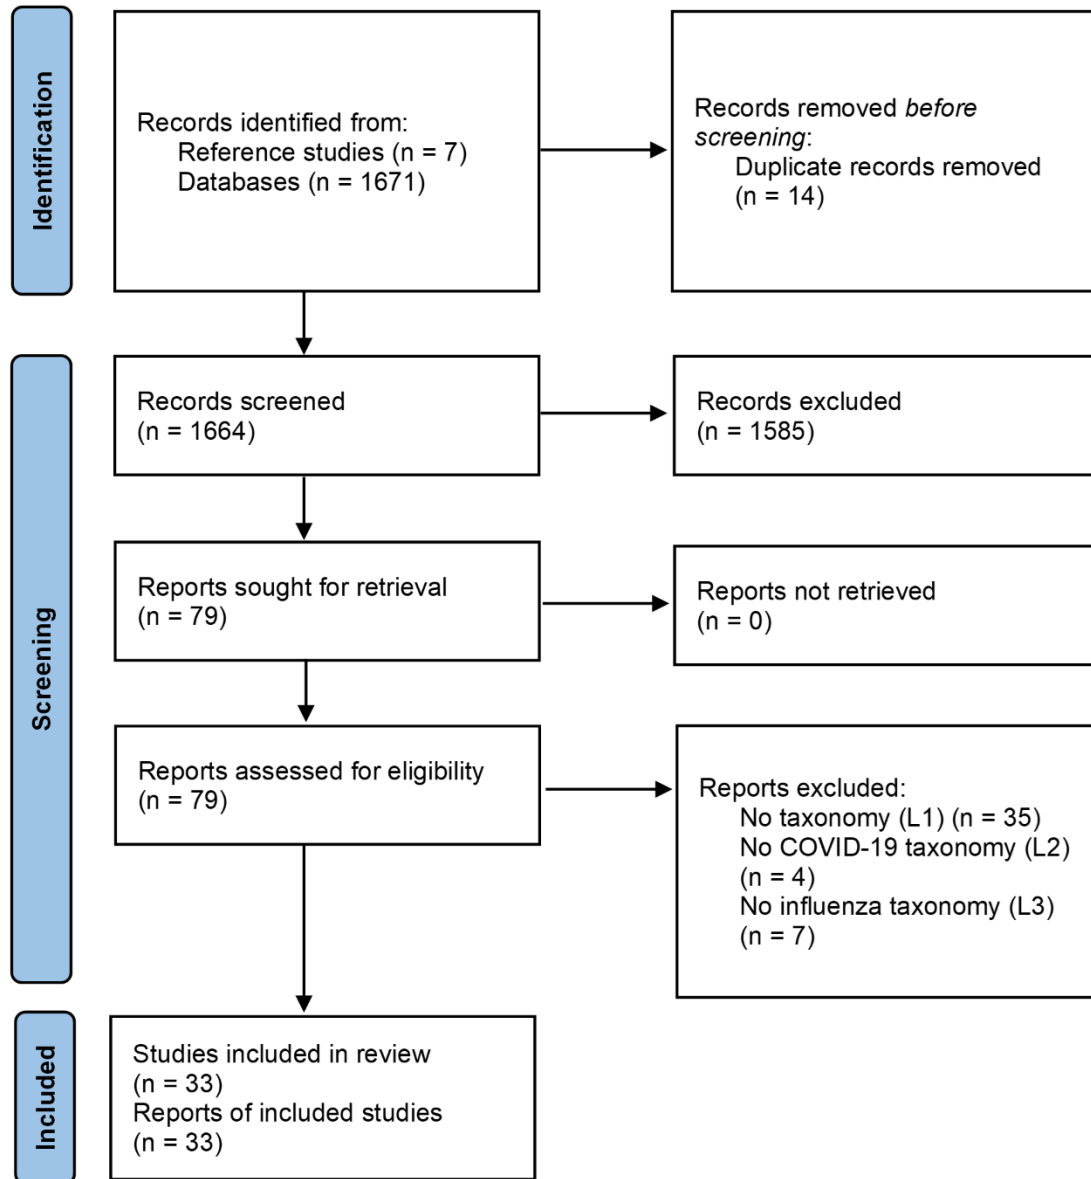 Identification
Records identified from:
Reference studies (n = 7)
Databases (n = 1671)
Records removed before
screening:
Duplicate records removed
(n = 14)
Screening
Records screened
(n = 1664)
Records excluded
(n = 1585)
Reports sought for retrieval
(n = 79)
Reports not retrieved
(n = 0)
Reports assessed for eligibility
(n = 79)
Reports excluded:
No taxonomy (L1) (n = 35)
No COVID-19 taxonomy (L2)
(n = 4)
No influenza taxonomy (L3)
(n = 7)
Included
Studies included in review
(n = 33)
Reports of included studies
(n = 33)